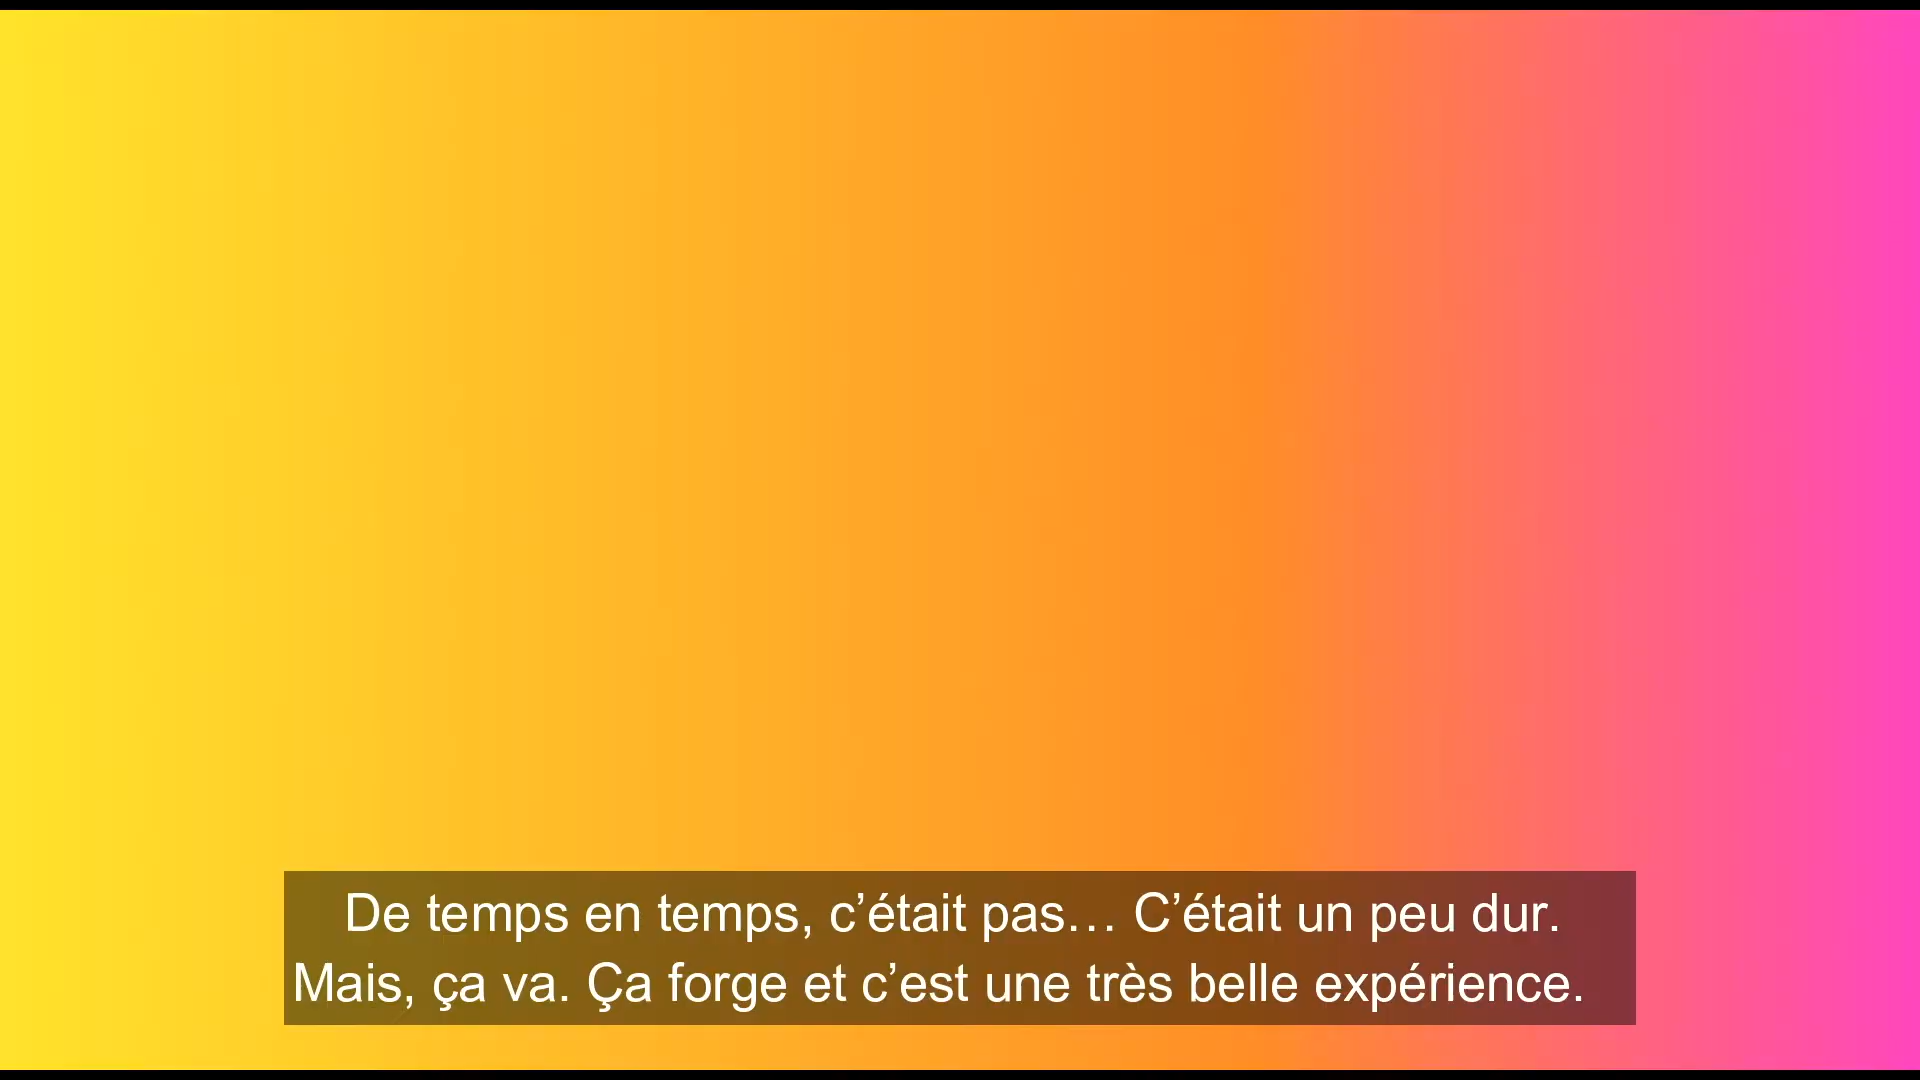 De temps en temps, c’était pas… C’était un peu dur.
Mais, ça va. Ça forge et c’est une très belle expérience.